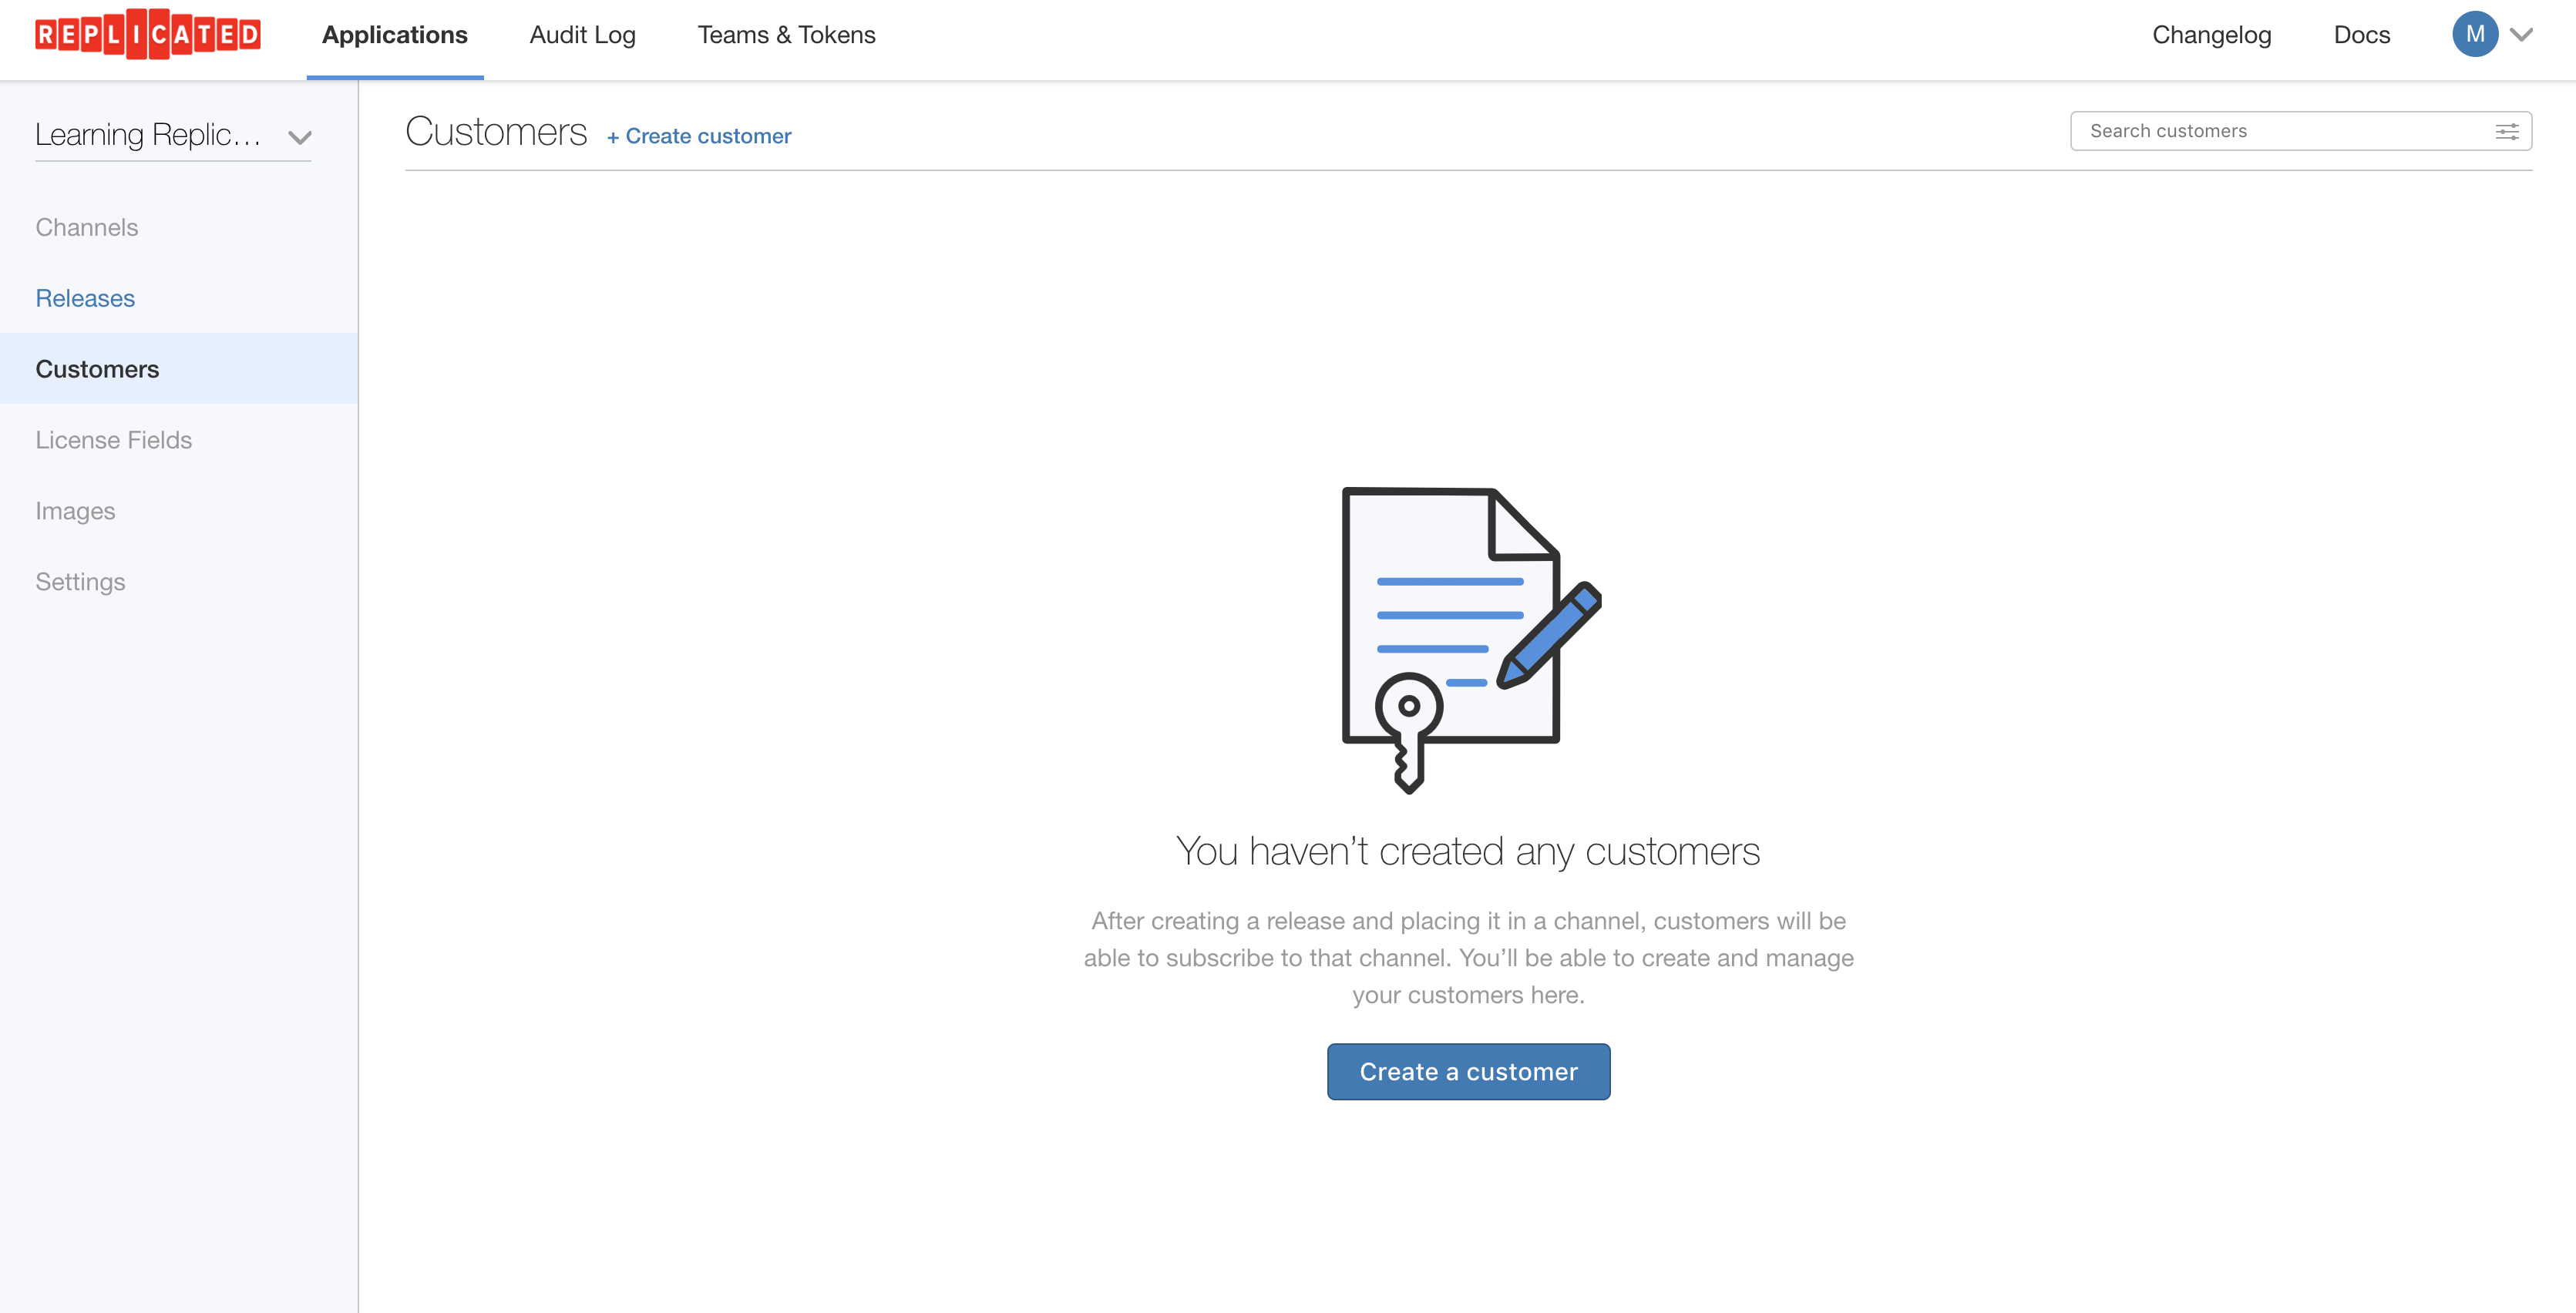 REPLICATED
Applications
Audit Log
Teams & Tokens
Changelog
Docs
M
Learning Replic...
Channels
Releases
Customers
License Fields
Images
Settings
Customers
+ Create customer
Search customers
You haven’t created any customers
After creating a release and placing it in a channel, customers will be
able to subscribe to that channel. You’ll be able to create and manage
your customers here.
Create a customer